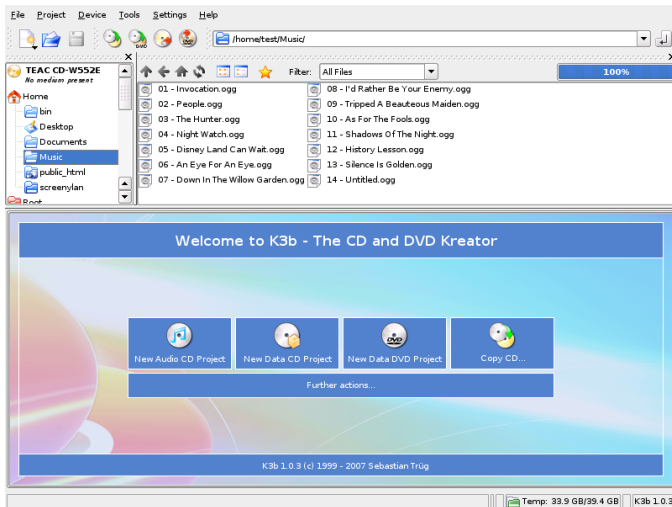 File Project Device Tools Settings Help
DVD
/home/test/Music/
TEAC CD-W552E
No medium present
Home
bin
Desktop
Documents
Music
public_html
screenylan
Root
Filter: All Files 100%
01 - Invocation.ogg
02 - People.ogg
03 - The Hunter.ogg
04 - Night Watch.ogg
05 - Disney Land Can Wait.ogg
06 - An Eye For An Eye.ogg
07 - Down In The Willow Garden.ogg
08 - I'd Rather Be Your Enemy.ogg
09 - Tripped A Beauteous Maiden.ogg
10 - As For The Fools.ogg
11 - Shadows Of The Night.ogg
12 - History Lesson.ogg
13 - Silence Is Golden.ogg
14 - Untitled.ogg
Welcome to K3b - The CD and DVD Kreator
DVD
New Audio CD Project
New Data CD Project
New Data DVD Project
Copy CD...
Further actions...
K3b 1.0.3 (c) 1999 - 2007 Sebastian Trüg
Temp: 33.9 GB/39.4 GB K3b 1.0.3